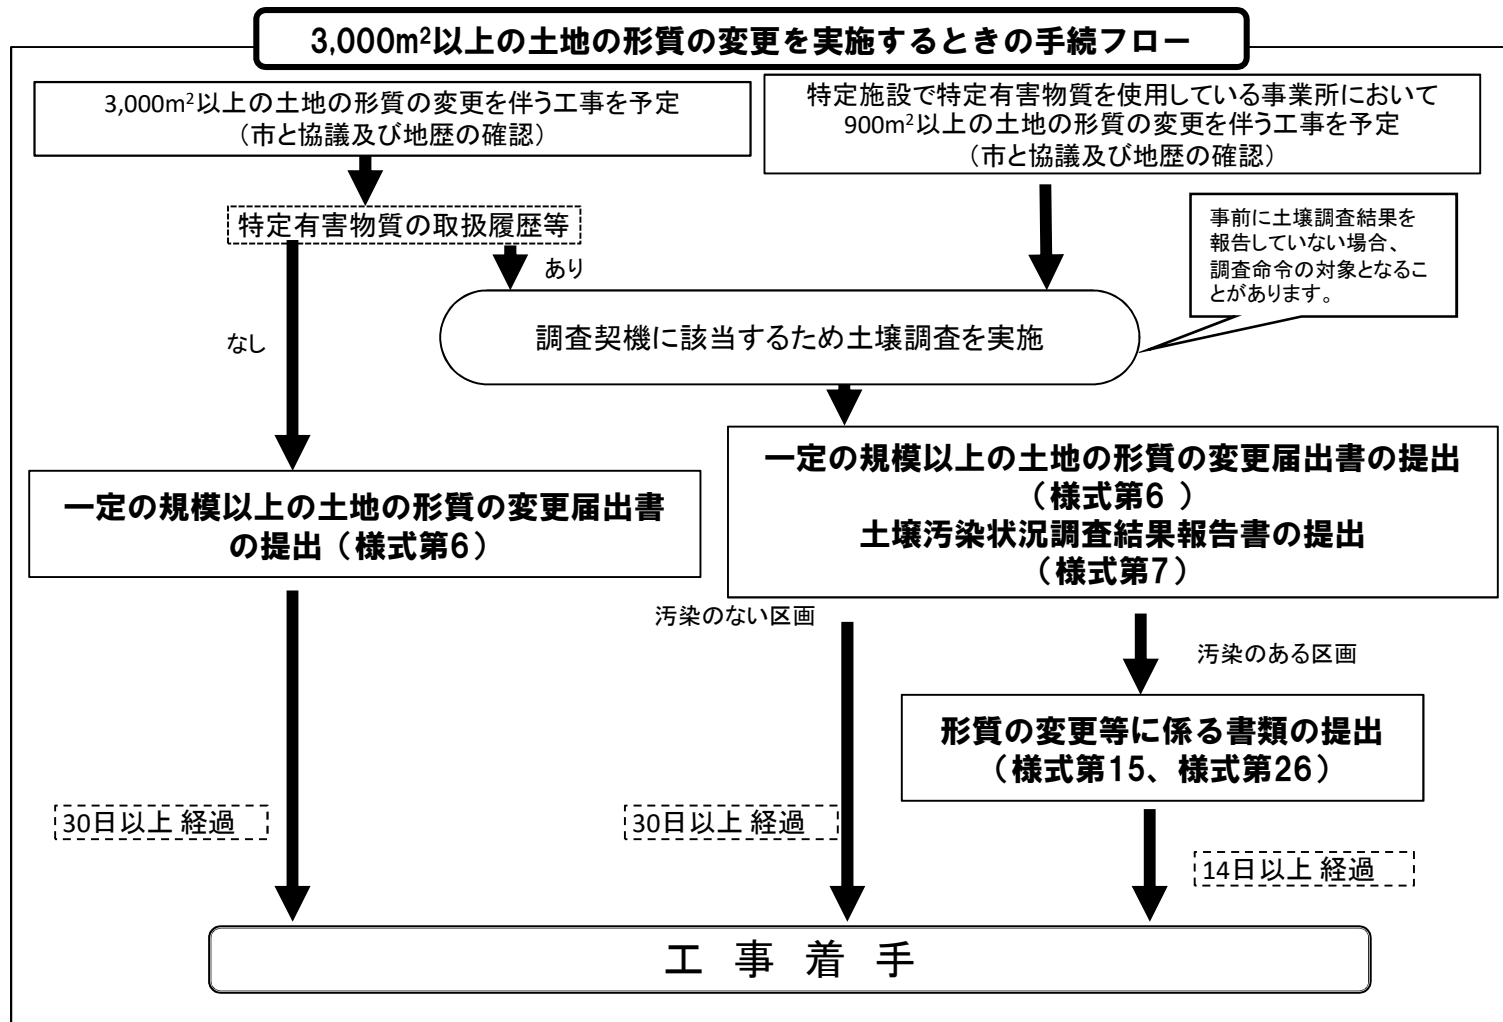 3,000m²以上の土地の形質の変更を実施するときの手続フロー
3,000m²以上の土地の形質の変更を伴う工事を予定
（市と協議及び地歴の確認）
特定施設で特定有害物質を使用している事業所において
900m²以上の土地の形質の変更を伴う工事を予定
（市と協議及び地歴の確認）
特定有害物質の取扱履歴等
あり
なし
事前に土壌調査結果を
報告していない場合、
調査命令の対象となるこ
とがあります。
調査契機に該当するため土壌調査を実施
一定の規模以上の土地の形質の変更届出書
の提出（様式第6）
一定の規模以上の土地の形質の変更届出書の提出
（様式第6 ）
土壌汚染状況調査結果報告書の提出
（様式第7）
汚染のない区画
汚染のある区画
形質の変更等に係る書類の提出
（様式第15、様式第26）
30日以上 経過
30日以上 経過
14日以上 経過
工 事 着 手